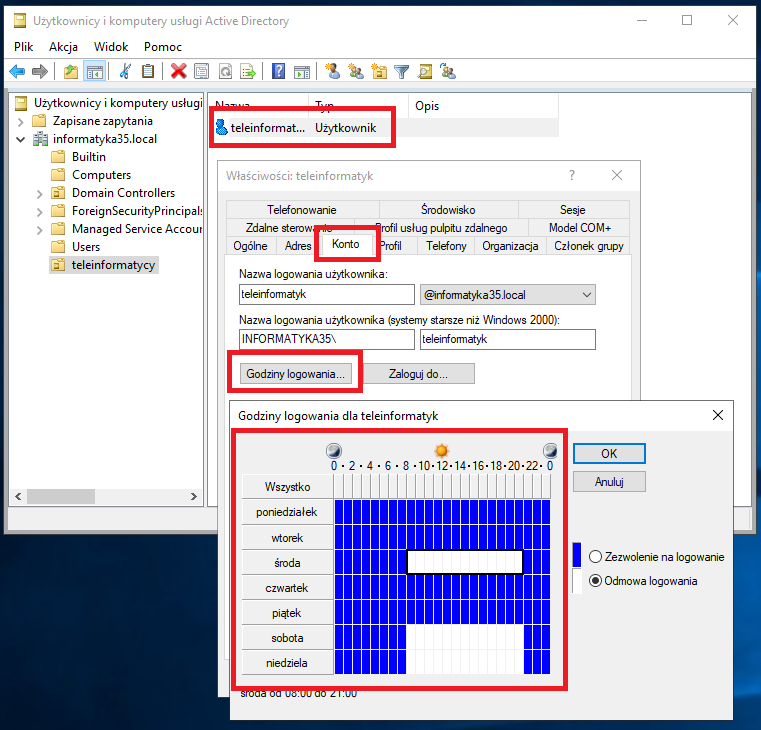 Użytkownicy i komputery usługi Active Directory
Plik Akcja Widok Pomoc
Użytkownicy i komputery usługi
Zapisane zapytania
informatyka35.local
Builtin
Computers
Domain Controllers
ForeignSecurityPrincipals
Managed Service Accour
Users
teleinformatycy
Nazwa Typ Opis
teleinformat... Użytkownik
Właściwości: teleinformatyk
Telefonowanie Środowisko Sesje
Zdalne sterowanie Profil usług pulpitu zdalnego Model COM+
Ogólne Adres Konto Profil Telefony Organizacja Członek grupy
Nazwa logowania użytkownika:
teleinformatyk @informatyka35.local
Nazwa logowania użytkownika (systemy starsze niż Windows 2000):
INFORMATYKA35\ teleinformatyk
Godziny logowania... Zaloguj do...
Godziny logowania dla teleinformatyk
0 · 2 · 4 · 6 · 8 · 10 · 12 · 14 · 16 · 18 · 20 · 22 · 0
Wszystko
poniedziałek
wtorek
środa
czwartek
piątek
sobota
niedziela
OK
Anuluj
Zezwolenie na logowanie
Odmowa logowania
środa od 08:00 do 21:00